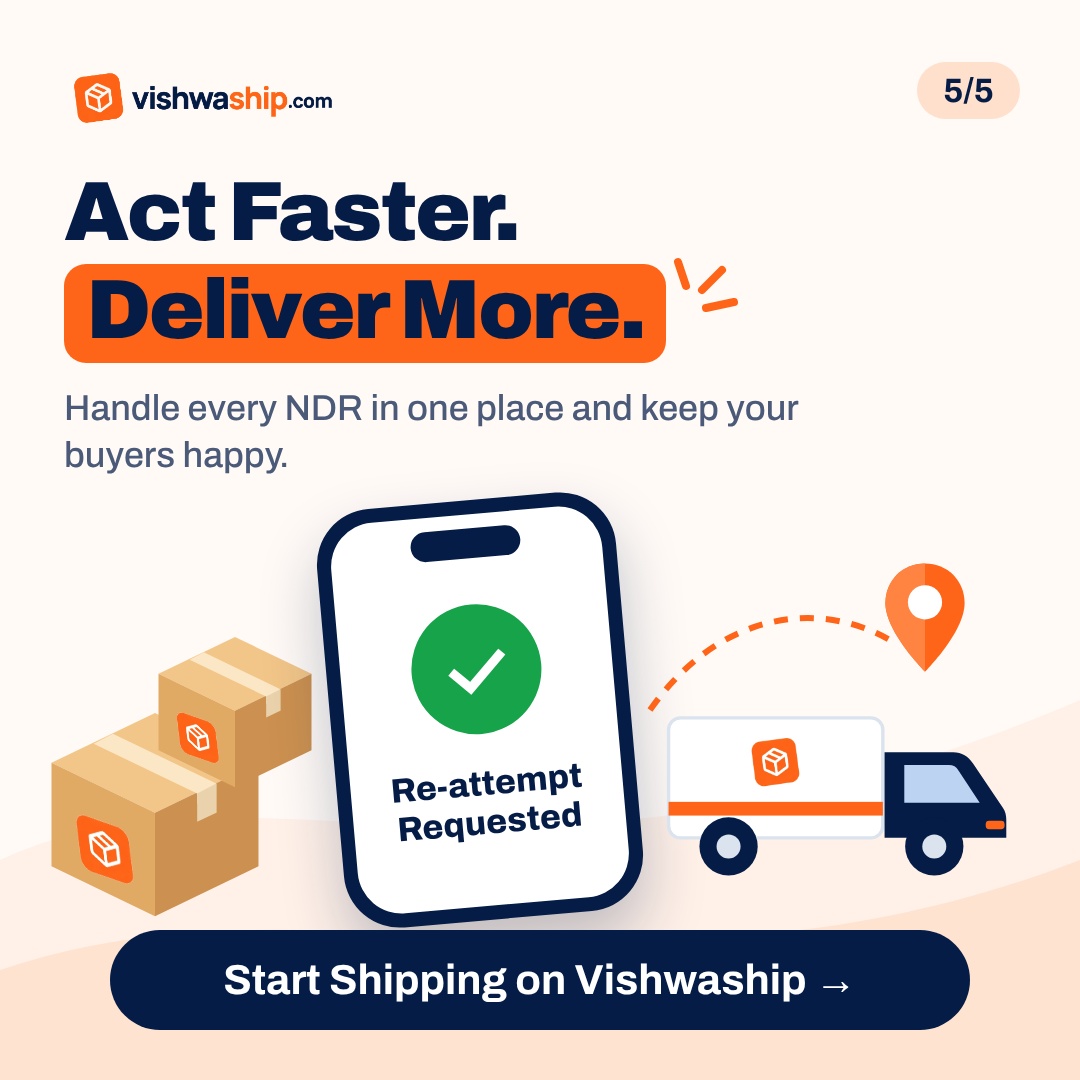 vishwaship.com
5/5
Act Faster.
Deliver More.
Handle every NDR in one place and keep your
buyers happy.
Re-attempt
Requested
Start Shipping on Vishwaship →